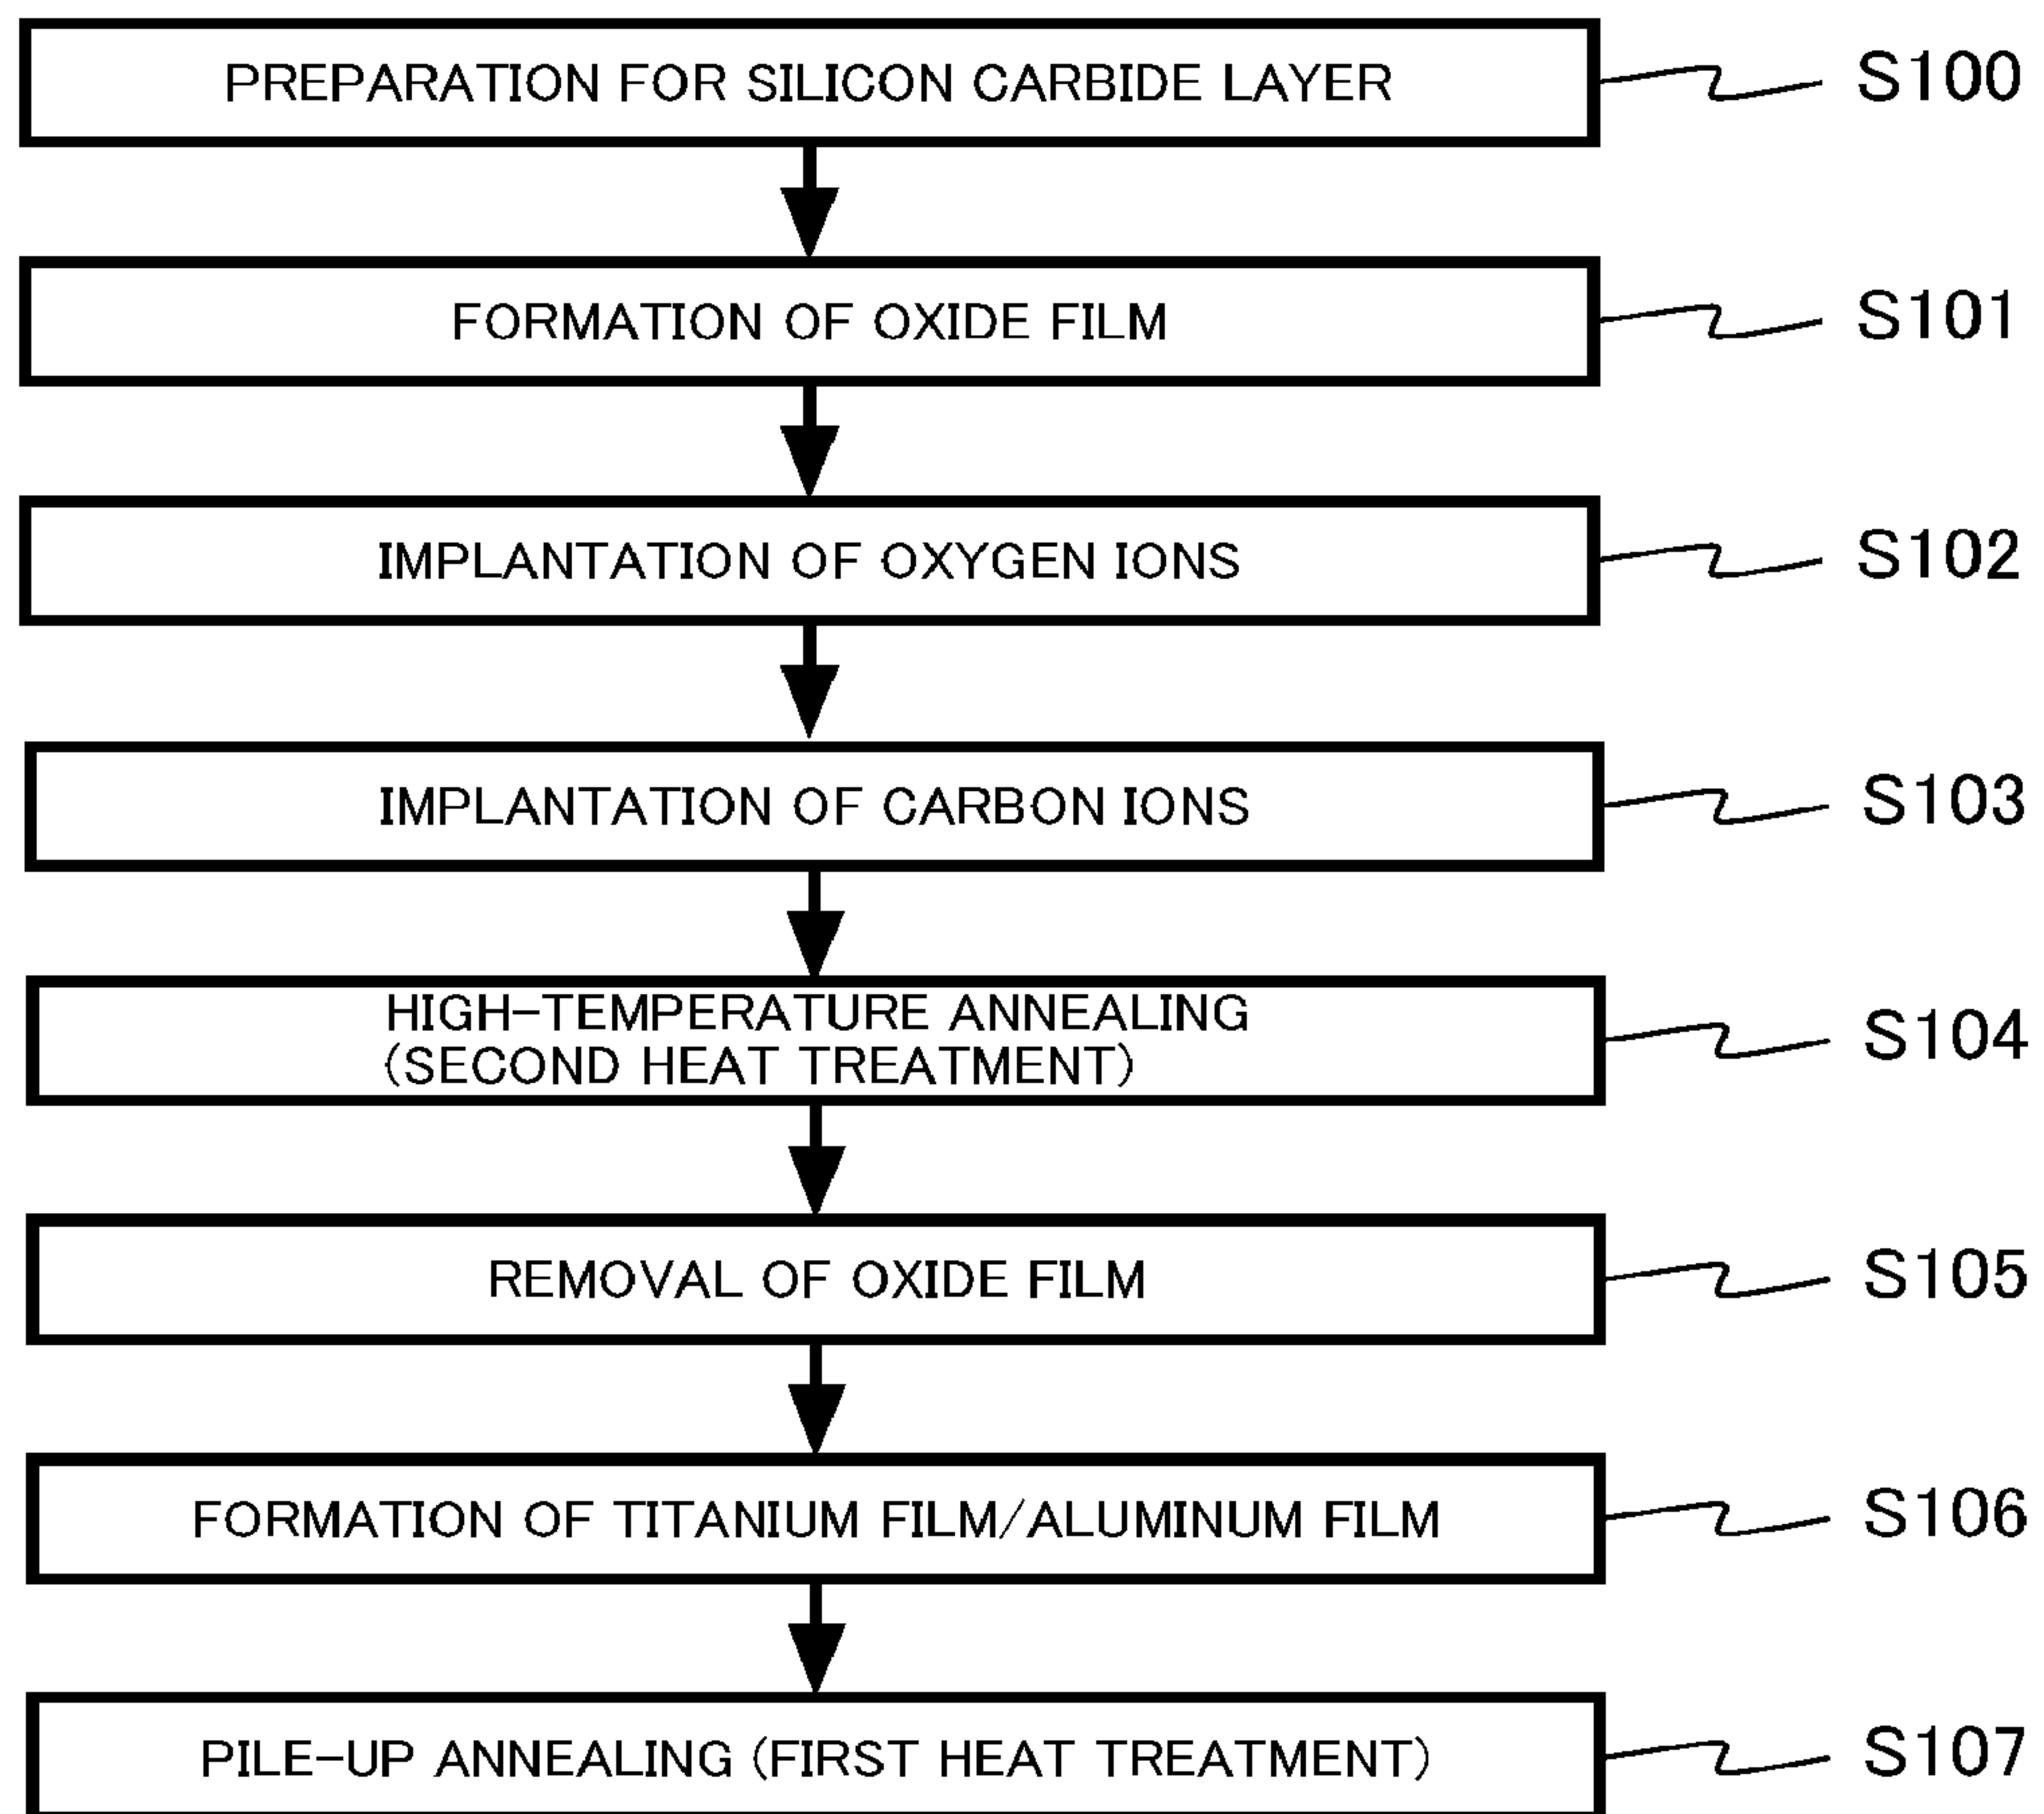 PREPARATION FOR SILICON CARBIDE LAYER S100
FORMATION OF OXIDE FILM S101
IMPLANTATION OF OXYGEN IONS S102
IMPLANTATION OF CARBON IONS S103
HIGH-TEMPERATURE ANNEALING
(SECOND HEAT TREATMENT) S104
REMOVAL OF OXIDE FILM S105
FORMATION OF TITANIUM FILM/ALUMINUM FILM S106
PILE-UP ANNEALING (FIRST HEAT TREATMENT) S107